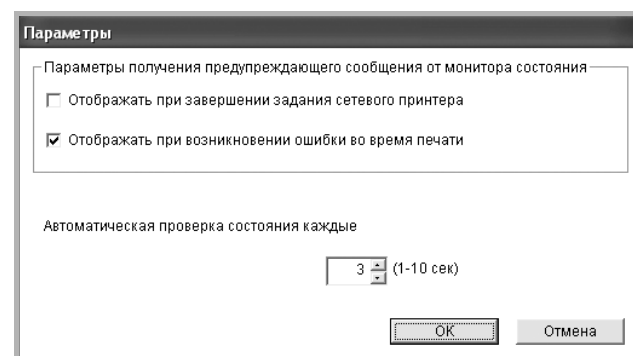 Параметры
Параметры получения предупреждающего сообщения от монитора состояния
Отображать при завершении задания сетевого принтера
Отображать при возникновении ошибки во время печати
Автоматическая проверка состояния каждые
3 (1-10 сек)
OK Отмена